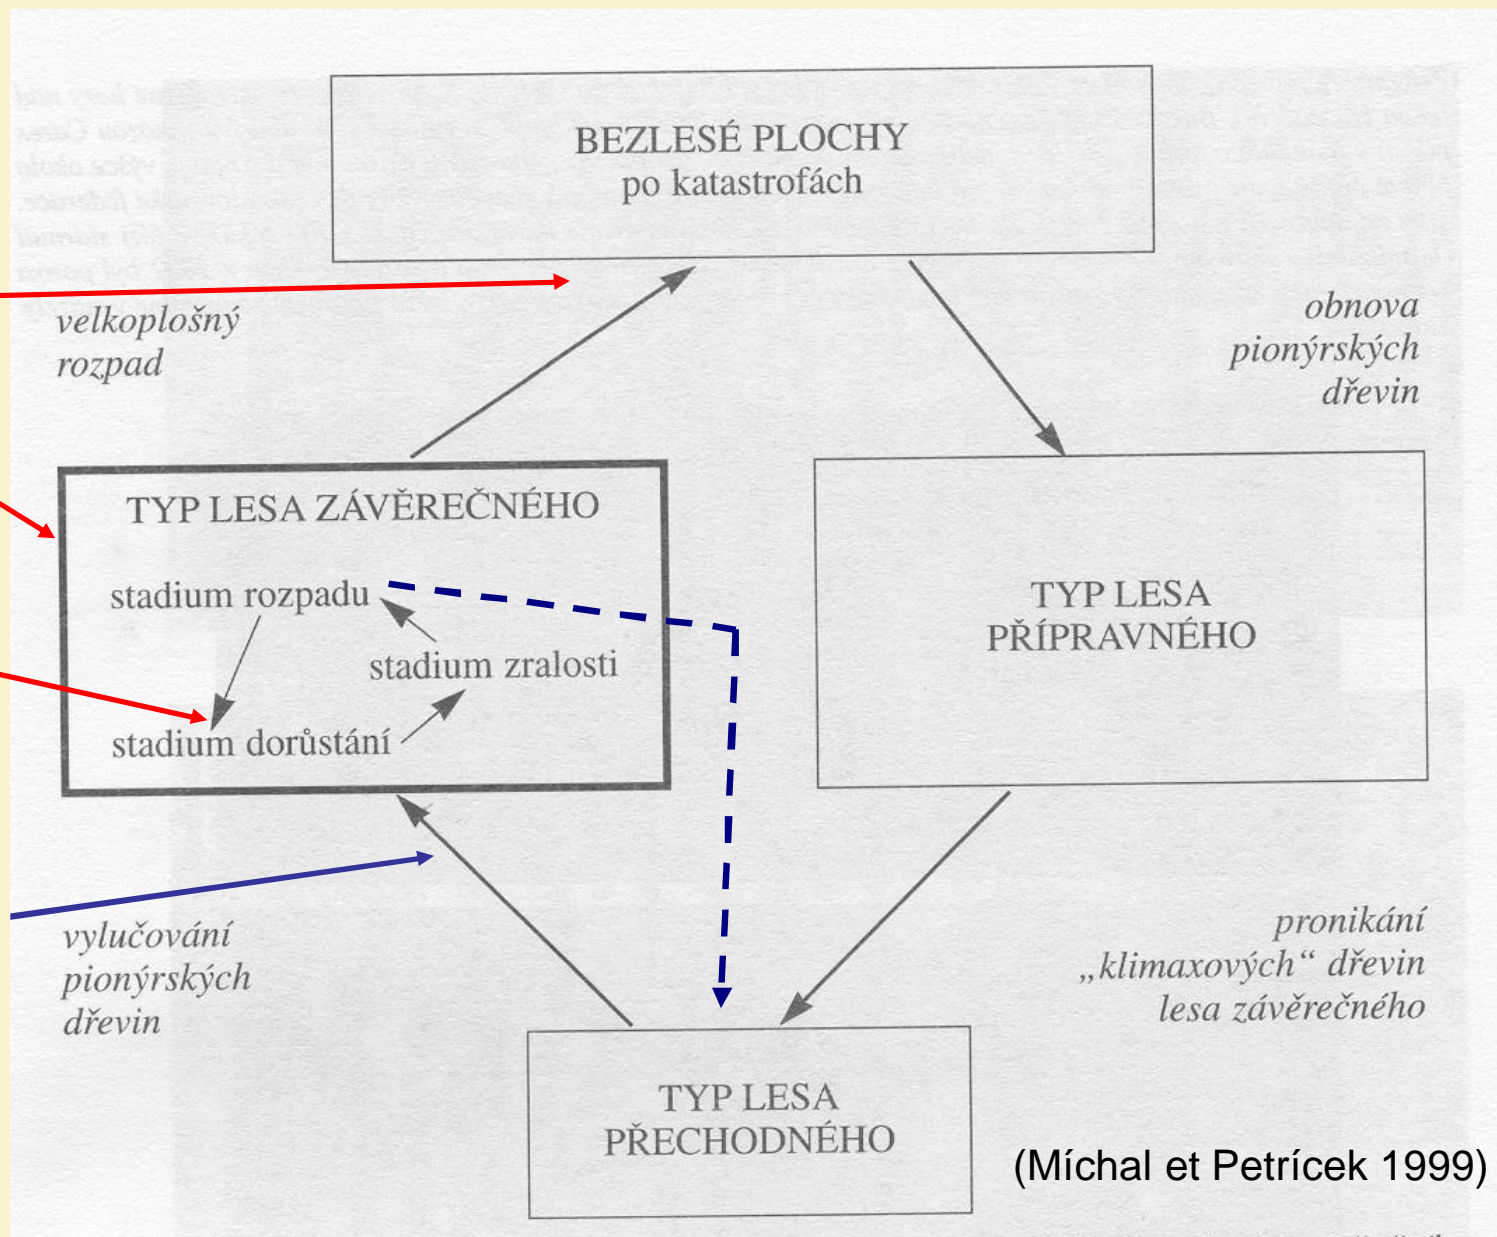 BEZLESÉ PLOCHY
po katastrofách
velkoplošný
rozpad
obnova
pionýrských
dřevin
TYP LESA ZÁVĚREČNÉHO
stadium rozpadu
stadium zralosti
stadium dorůstání
TYP LESA
PŘÍPRAVNÉHO
vylučování
pionýrských
dřevin
pronikání
„klimaxových“ dřevin
lesa závěrečného
TYP LESA
PŘECHODNÉHO
(Míchal et Petrícek 1999)